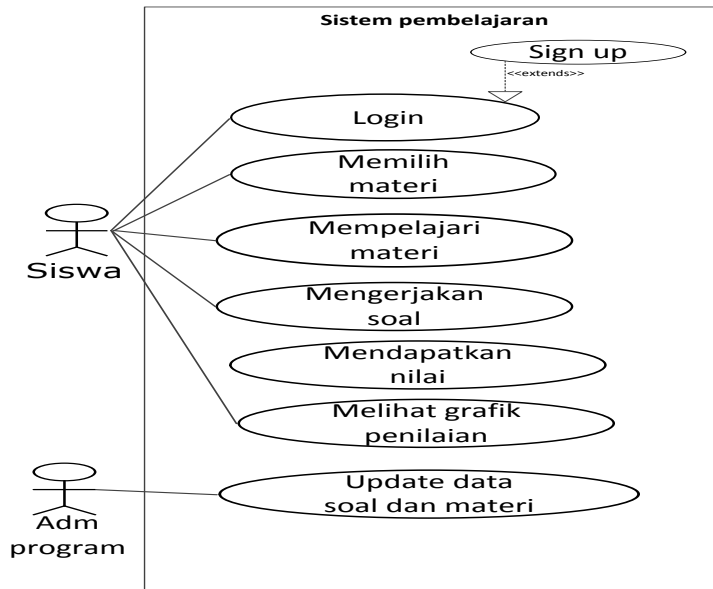 Sistem pembelajaran
Sign up
<<extends>>
Login
Memilih
materi
Mempelajari
materi
Siswa
Mengerjakan
soal
Mendapatkan
nilai
Melihat grafik
penilaian
Update data
soal dan materi
Adm
program